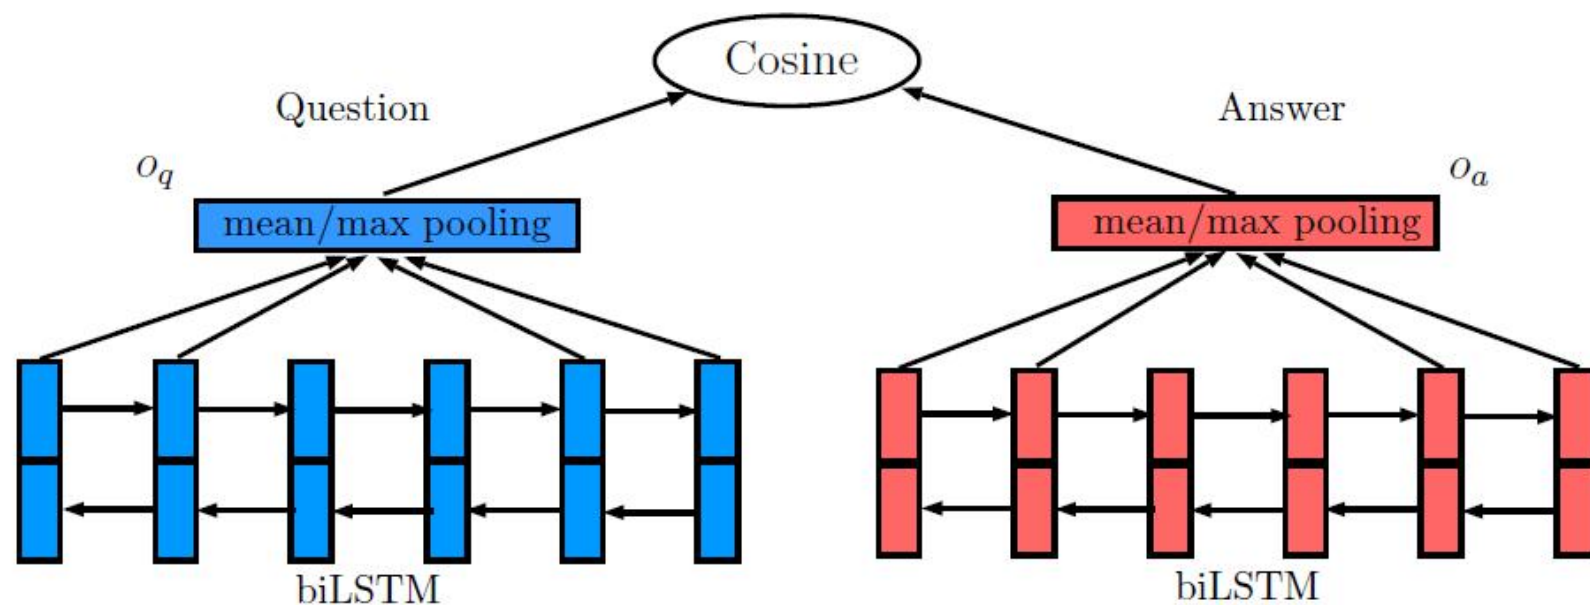 Cosine
Question
Answer
o_q
o_a
mean/max pooling
mean/max pooling
biLSTM
biLSTM